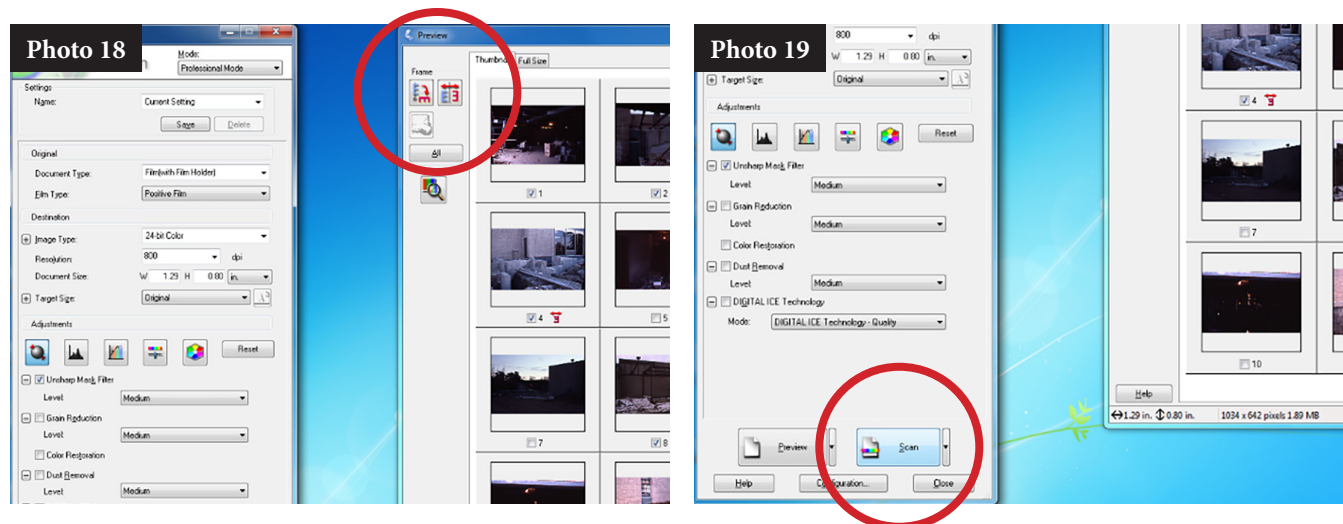 Photo 18
Mode:
Professional Mode
Settings
Name:
Current Setting
Save
Delete
Original
Document Type:
Film(with Film Holder)
Film Type:
Positive Film
Destination
Image Type:
24-bit Color
Resolution:
800
dpi
Document Size:
W
1.29
H
0.80
in.
Target Size:
Original
Adjustments
Reset
Unsharp Mask Filter
Level:
Medium
Grain Reduction
Level:
Medium
Color Restoration
Dust Removal
Level:
Medium
Preview
Frame
All
Full Size
1
2
4
5
7
8
Photo 19
800
dpi
W
1.29
H
0.80
in.
Target Size:
Original
Adjustments
Reset
Unsharp Mask Filter
Level:
Medium
Grain Reduction
Level:
Medium
Color Restoration
Dust Removal
Level:
Medium
DIGITAL ICE Technology
Mode:
DIGITAL ICE Technology - Quality
Preview
Scan
Help
Configuration...
Close
4
7
10
Help
1.29 in.
0.80 in.
1034 x 642 pixels 1.89 MB